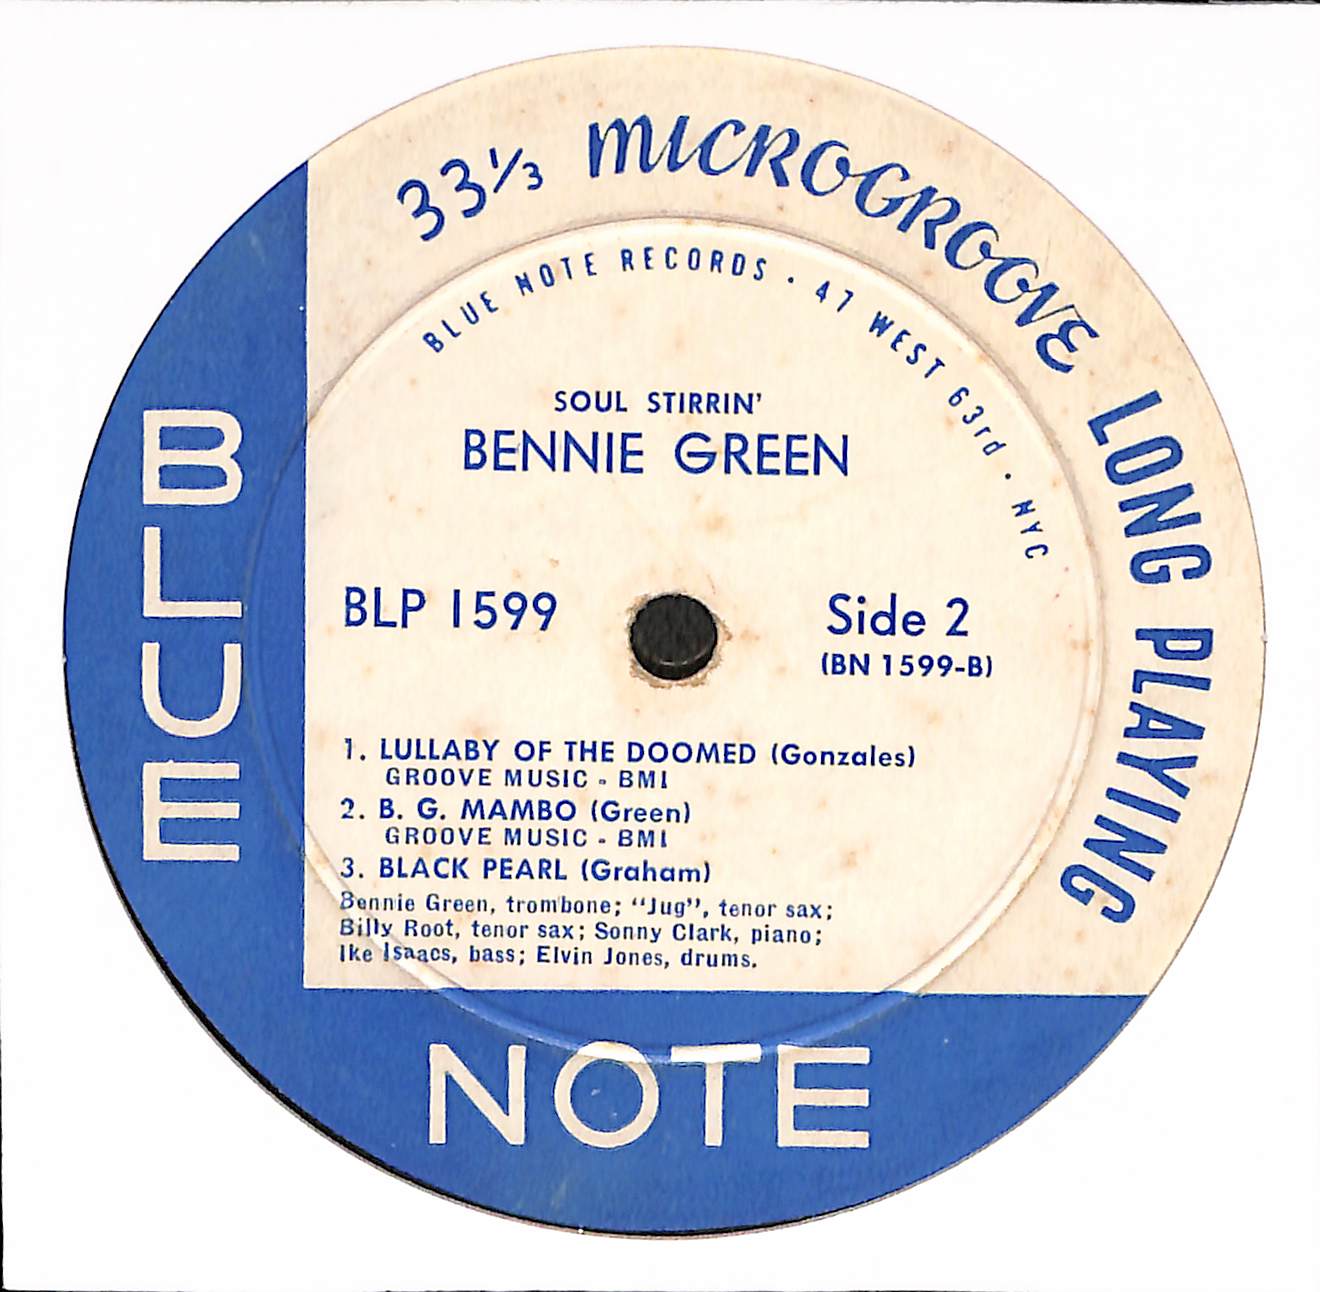 33⅓ MICROGROOVE LONG PLAYING
BLUE NOTE RECORDS · 47 WEST 63rd · NYC
SOUL STIRRIN'
BENNIE GREEN
BLP 1599
Side 2
(BN 1599-B)
1. LULLABY OF THE DOOMED (Gonzales)
GROOVE MUSIC - BMI
2. B. G. MAMBO (Green)
GROOVE MUSIC - BMI
3. BLACK PEARL (Graham)
Bennie Green, trombone; "Jug", tenor sax;
Billy Root, tenor sax; Sonny Clark, piano;
Ike Isaacs, bass; Elvin Jones, drums.
BLUE
NOTE